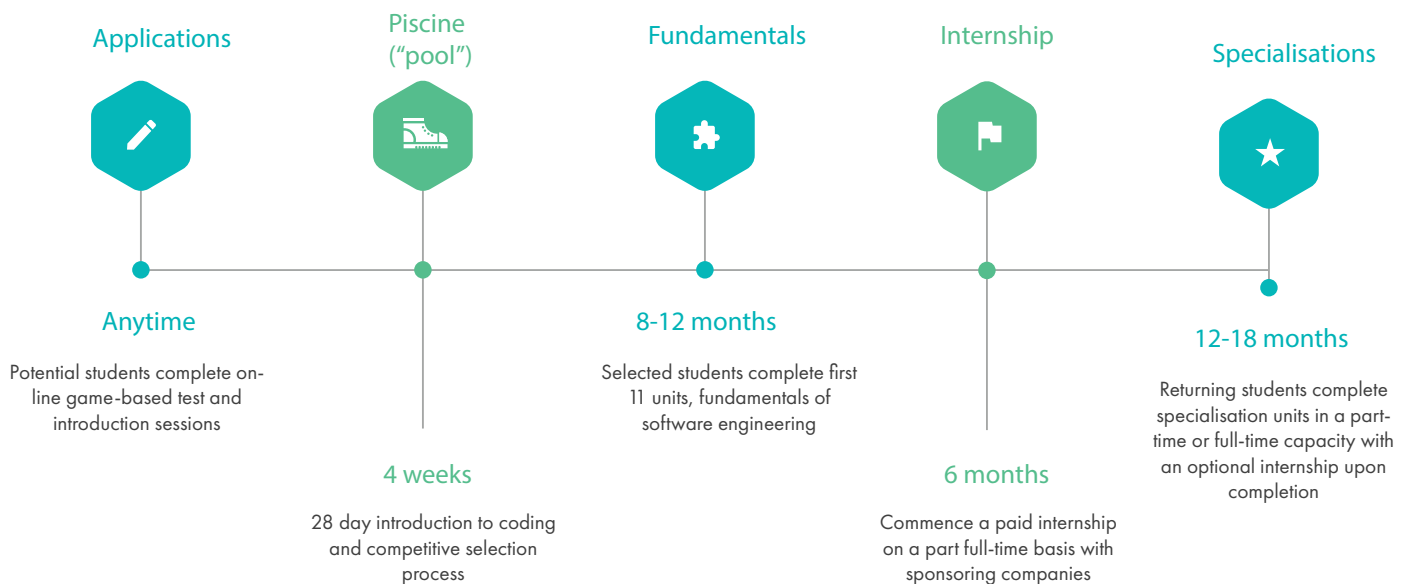 Applications
Anytime
Potential students complete on-
line game-based test and
introduction sessions
Piscine
(“pool”)
4 weeks
28 day introduction to coding
and competitive selection
process
Fundamentals
8-12 months
Selected students complete first
11 units, fundamentals of
software engineering
Internship
6 months
Commence a paid internship
on a part full-time basis with
sponsoring companies
Specialisations
12-18 months
Returning students complete
specialisation units in a part-
time or full-time capacity with
an optional internship upon
completion